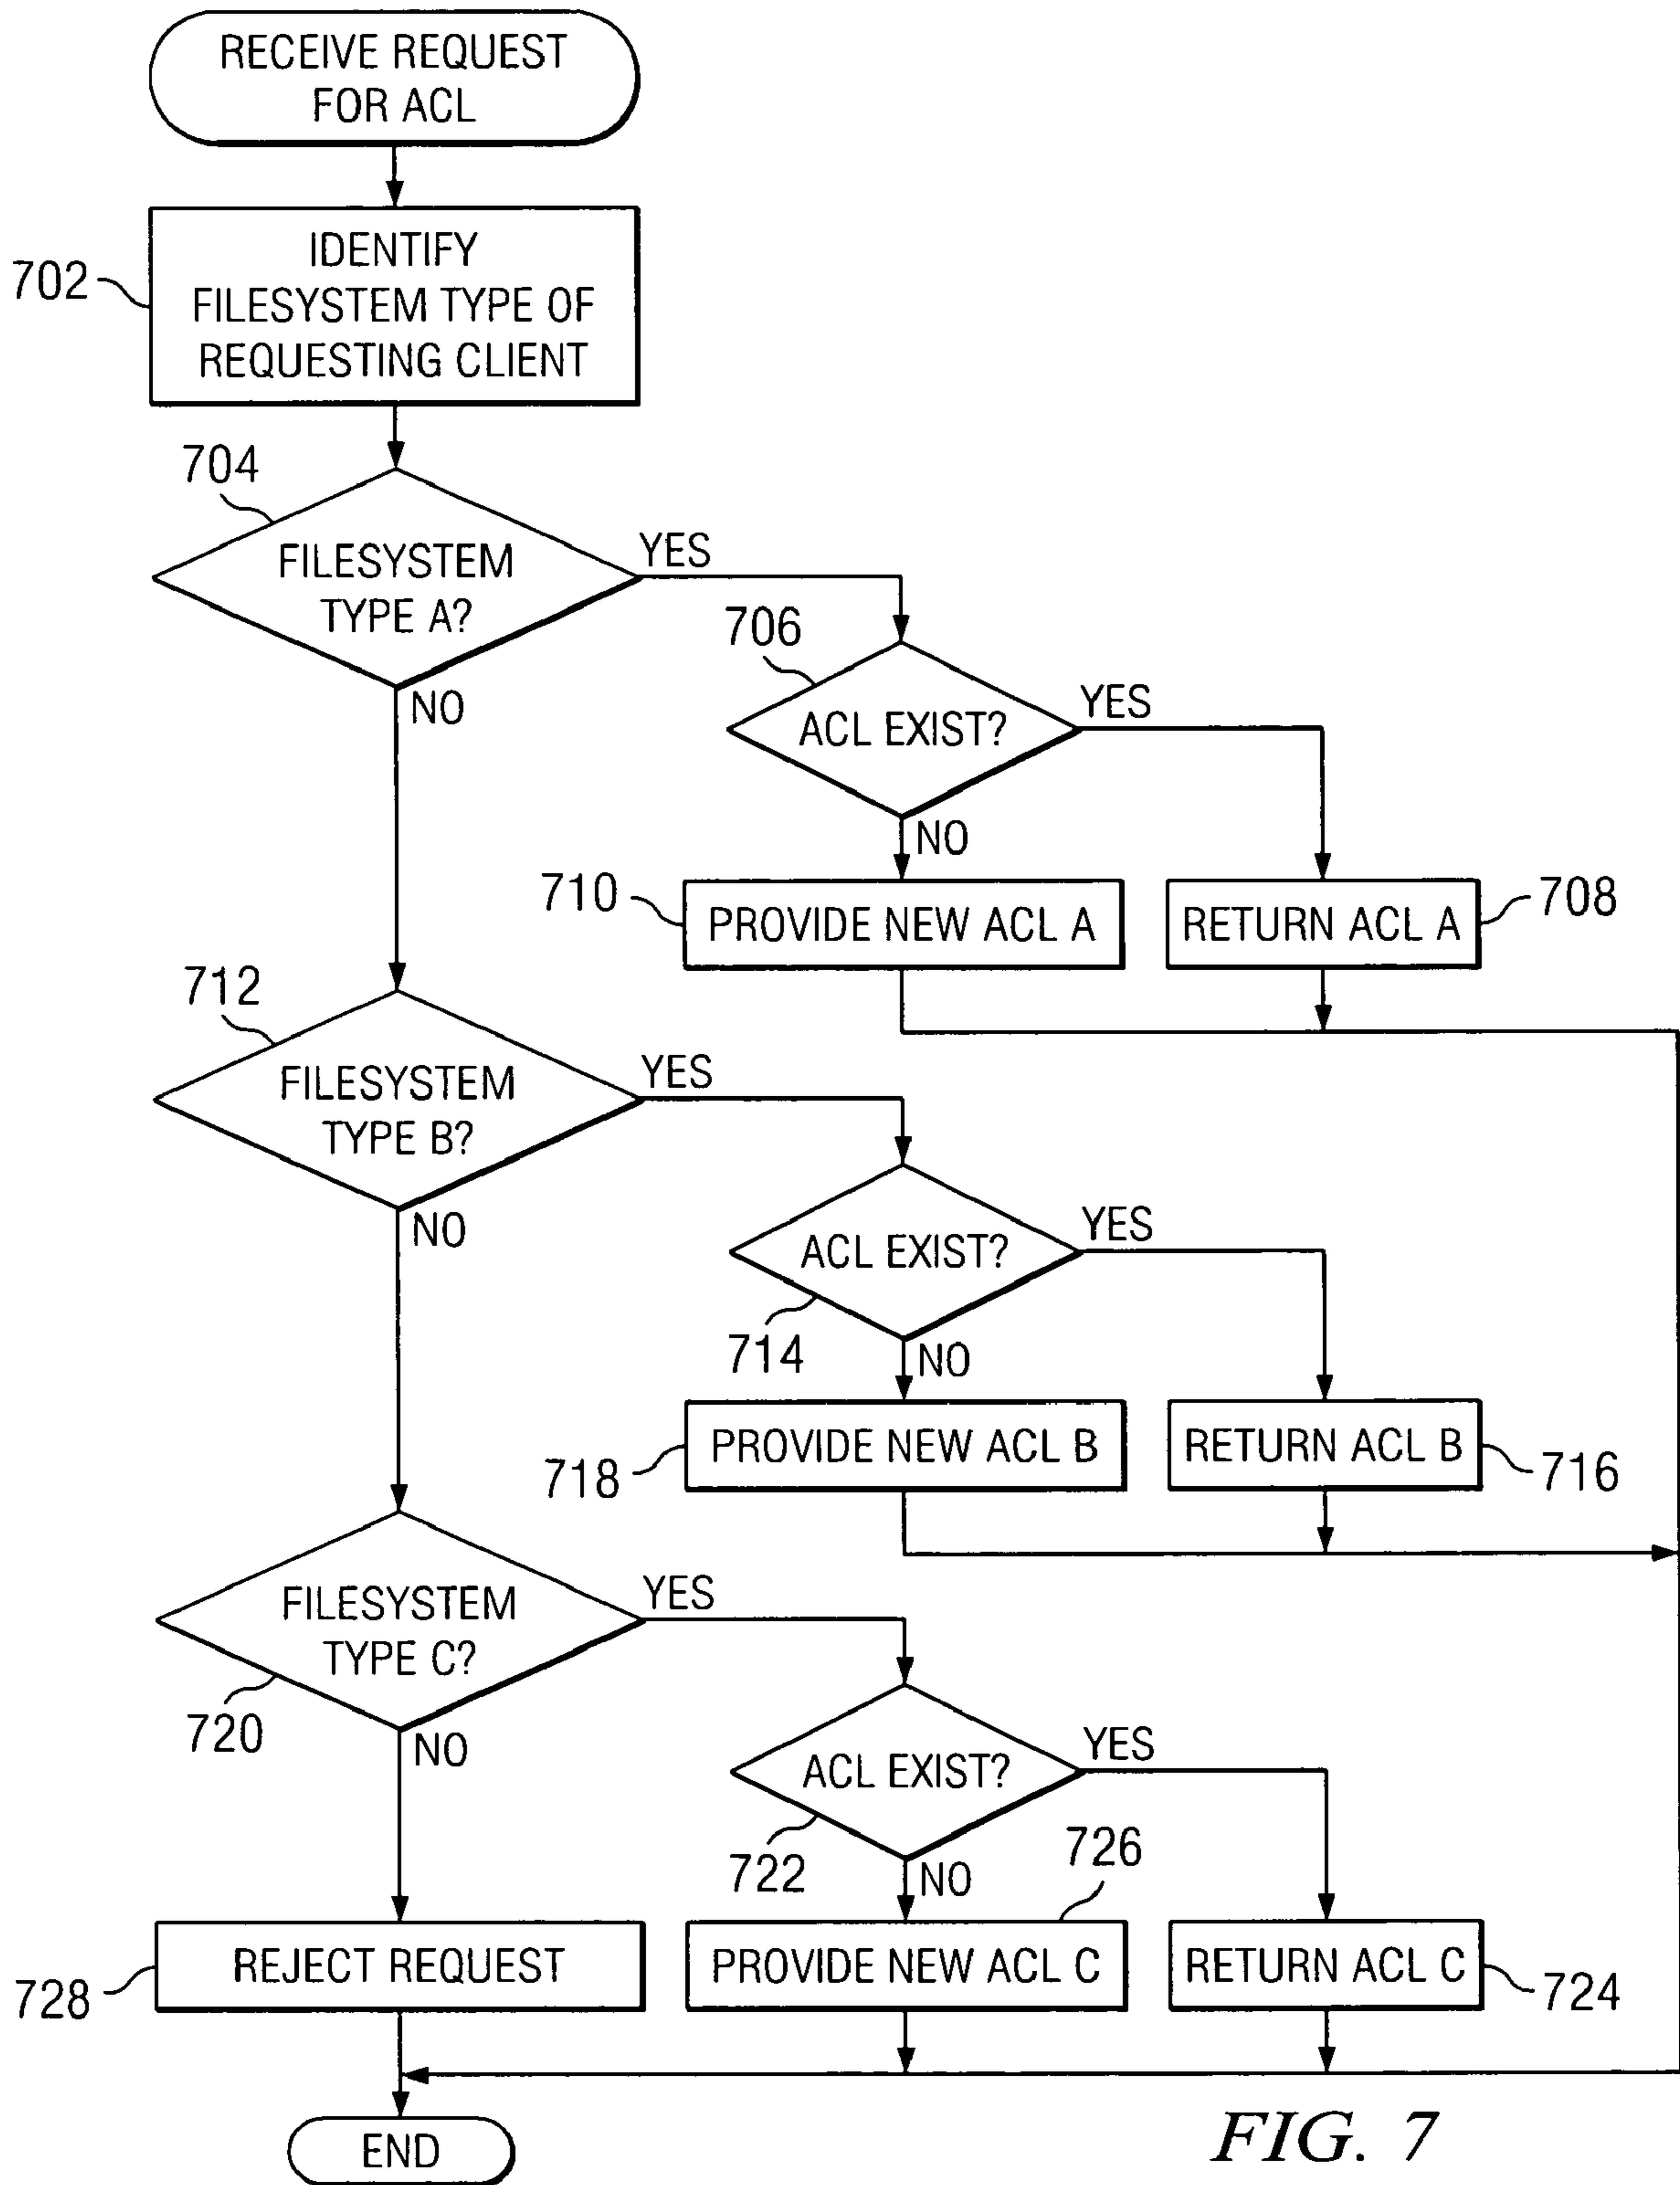 RECEIVE REQUEST
FOR ACL
702
IDENTIFY
FILESYSTEM TYPE OF
REQUESTING CLIENT
704
FILESYSTEM
TYPE A?
YES
NO
706
ACL EXIST?
YES
NO
710
PROVIDE NEW ACL A
RETURN ACL A
708
712
FILESYSTEM
TYPE B?
YES
NO
ACL EXIST?
YES
714
NO
718
PROVIDE NEW ACL B
RETURN ACL B
716
FILESYSTEM
TYPE C?
YES
720
NO
ACL EXIST?
YES
722
NO
726
728
REJECT REQUEST
PROVIDE NEW ACL C
RETURN ACL C
724
END
FIG. 7